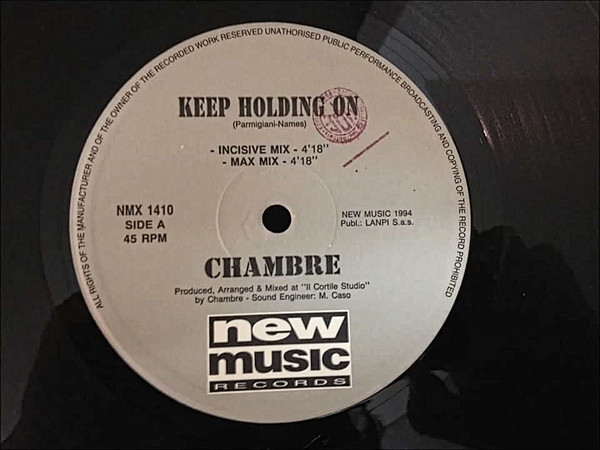 ALL RIGHTS OF THE MANUFACTURER AND OF THE OWNER OF THE RECORDED WORK RESERVED UNATHORISED PUBLIC PERFORMANCE BROADCASTING AND COPYING OF THE RECORD PROHIBITED
KEEP HOLDING ON
(Parmigiani-Names)
- INCISIVE MIX - 4'18"
- MAX MIX - 4'18"
NMX 1410
SIDE A
45 RPM
NEW MUSIC 1994
Publ.: LANPI S.a.s.
CHAMBRE
Produced, Arranged & Mixed at "Il Cortile Studio"
by Chambre - Sound Engineer: M. Caso
new
music
RECORDS